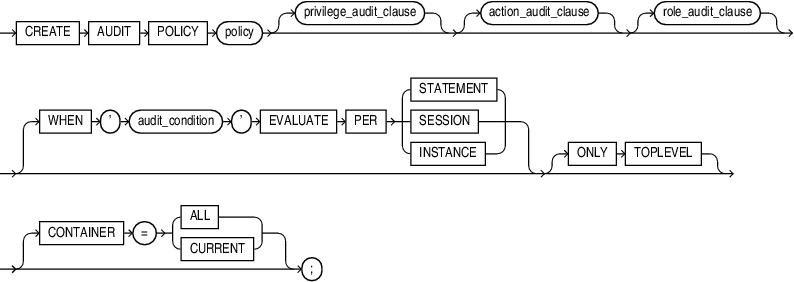 CREATE AUDIT POLICY policy privilege_audit_clause action_audit_clause role_audit_clause
WHEN ' audit_condition ' EVALUATE PER STATEMENT
SESSION
INSTANCE
ONLY TOPLEVEL
CONTAINER = ALL
CURRENT
;